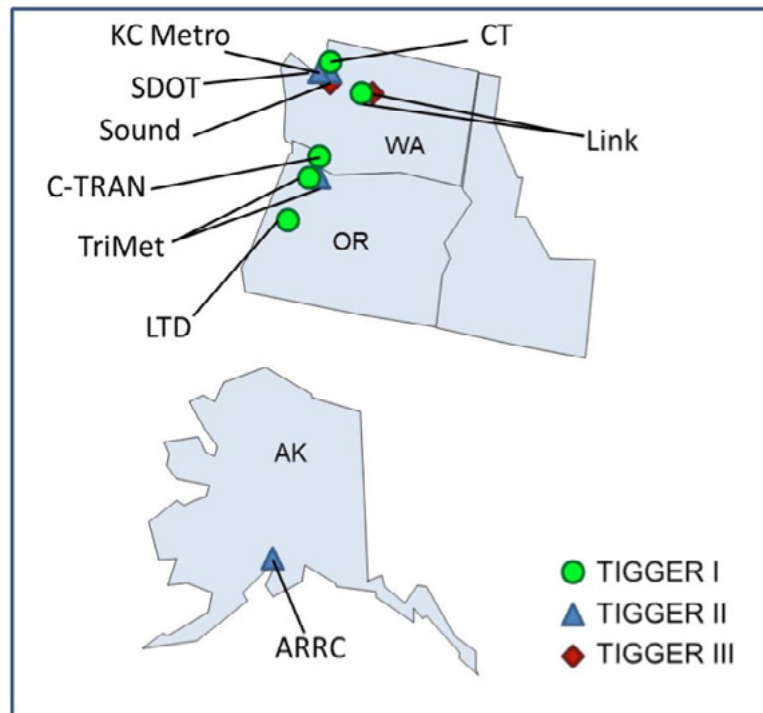 KC Metro
CT
SDOT
Sound
Link
WA
C-TRAN
TriMet
OR
LTD
AK
ARRC
TIGGER I
TIGGER II
TIGGER III